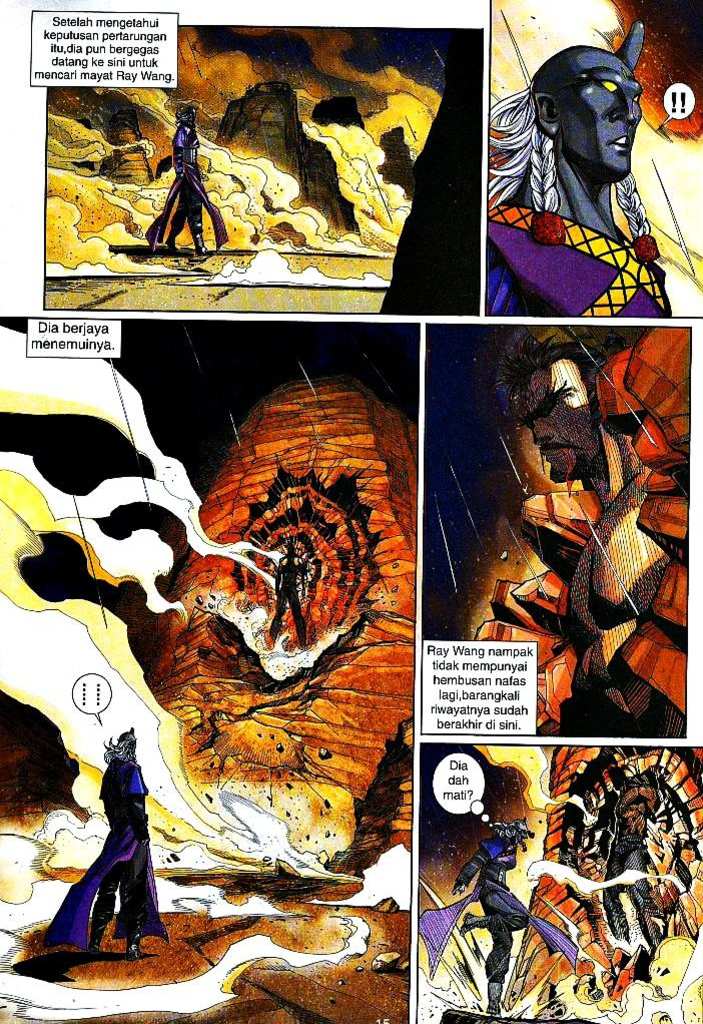 Setelah mengetahui
keputusan pertarungan
itu,dia pun bergegas
datang ke sini untuk
mencari mayat Ray Wang.
!!
Dia berjaya
menemuinya.
Ray Wang nampak
tidak mempunyai
hembusan nafas
lagi,barangkali
riwayatnya sudah
berakhir di sini.
Dia
dah
mati?
15